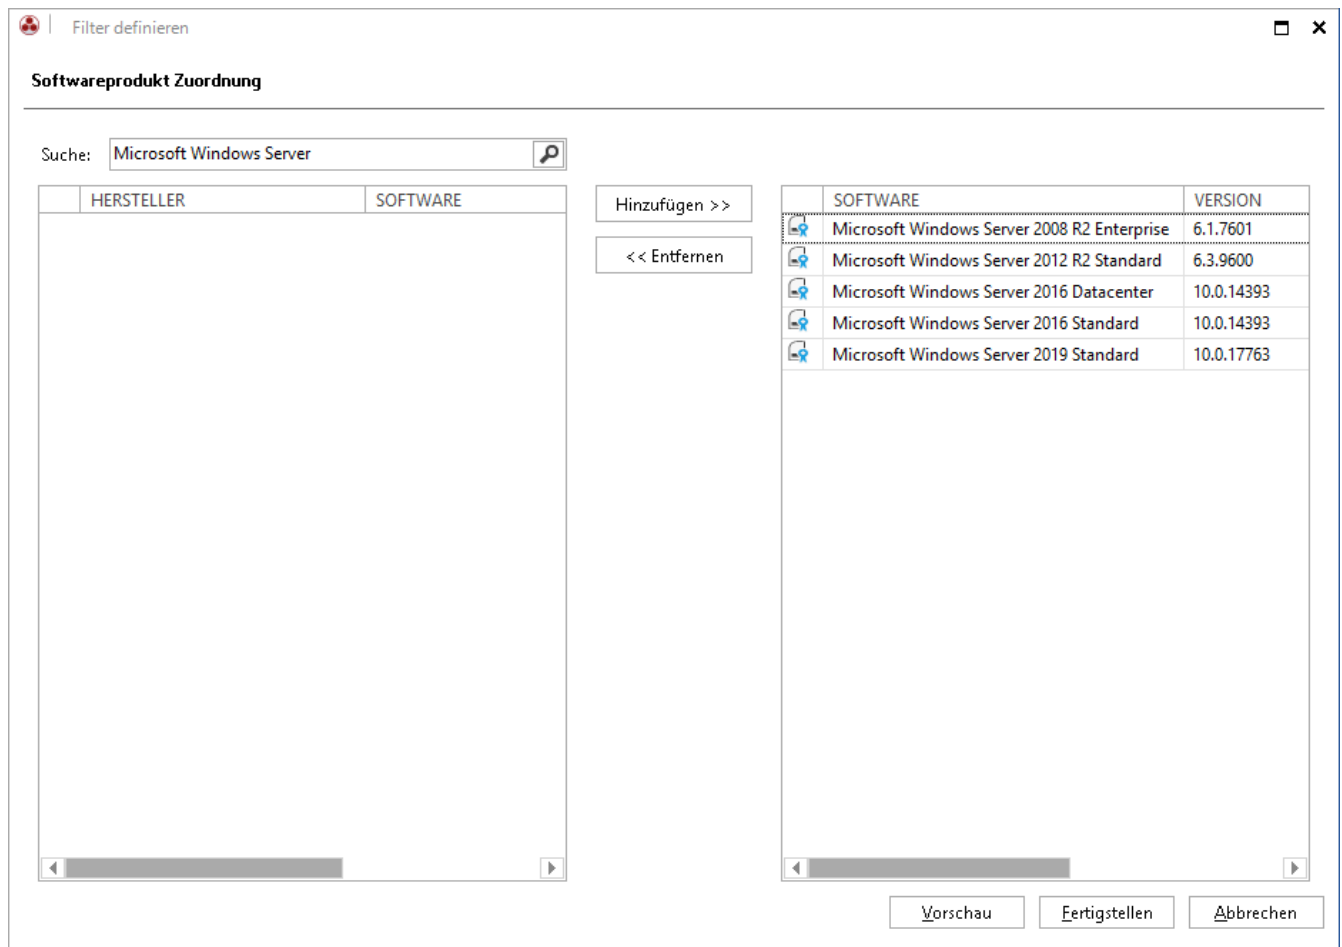 Filter definieren
Softwareprodukt Zuordnung
Suche: Microsoft Windows Server
HERSTELLER SOFTWARE
Hinzufügen >>
<< Entfernen
SOFTWARE VERSION
Microsoft Windows Server 2008 R2 Enterprise 6.1.7601
Microsoft Windows Server 2012 R2 Standard 6.3.9600
Microsoft Windows Server 2016 Datacenter 10.0.14393
Microsoft Windows Server 2016 Standard 10.0.14393
Microsoft Windows Server 2019 Standard 10.0.17763
Vorschau Fertigstellen Abbrechen